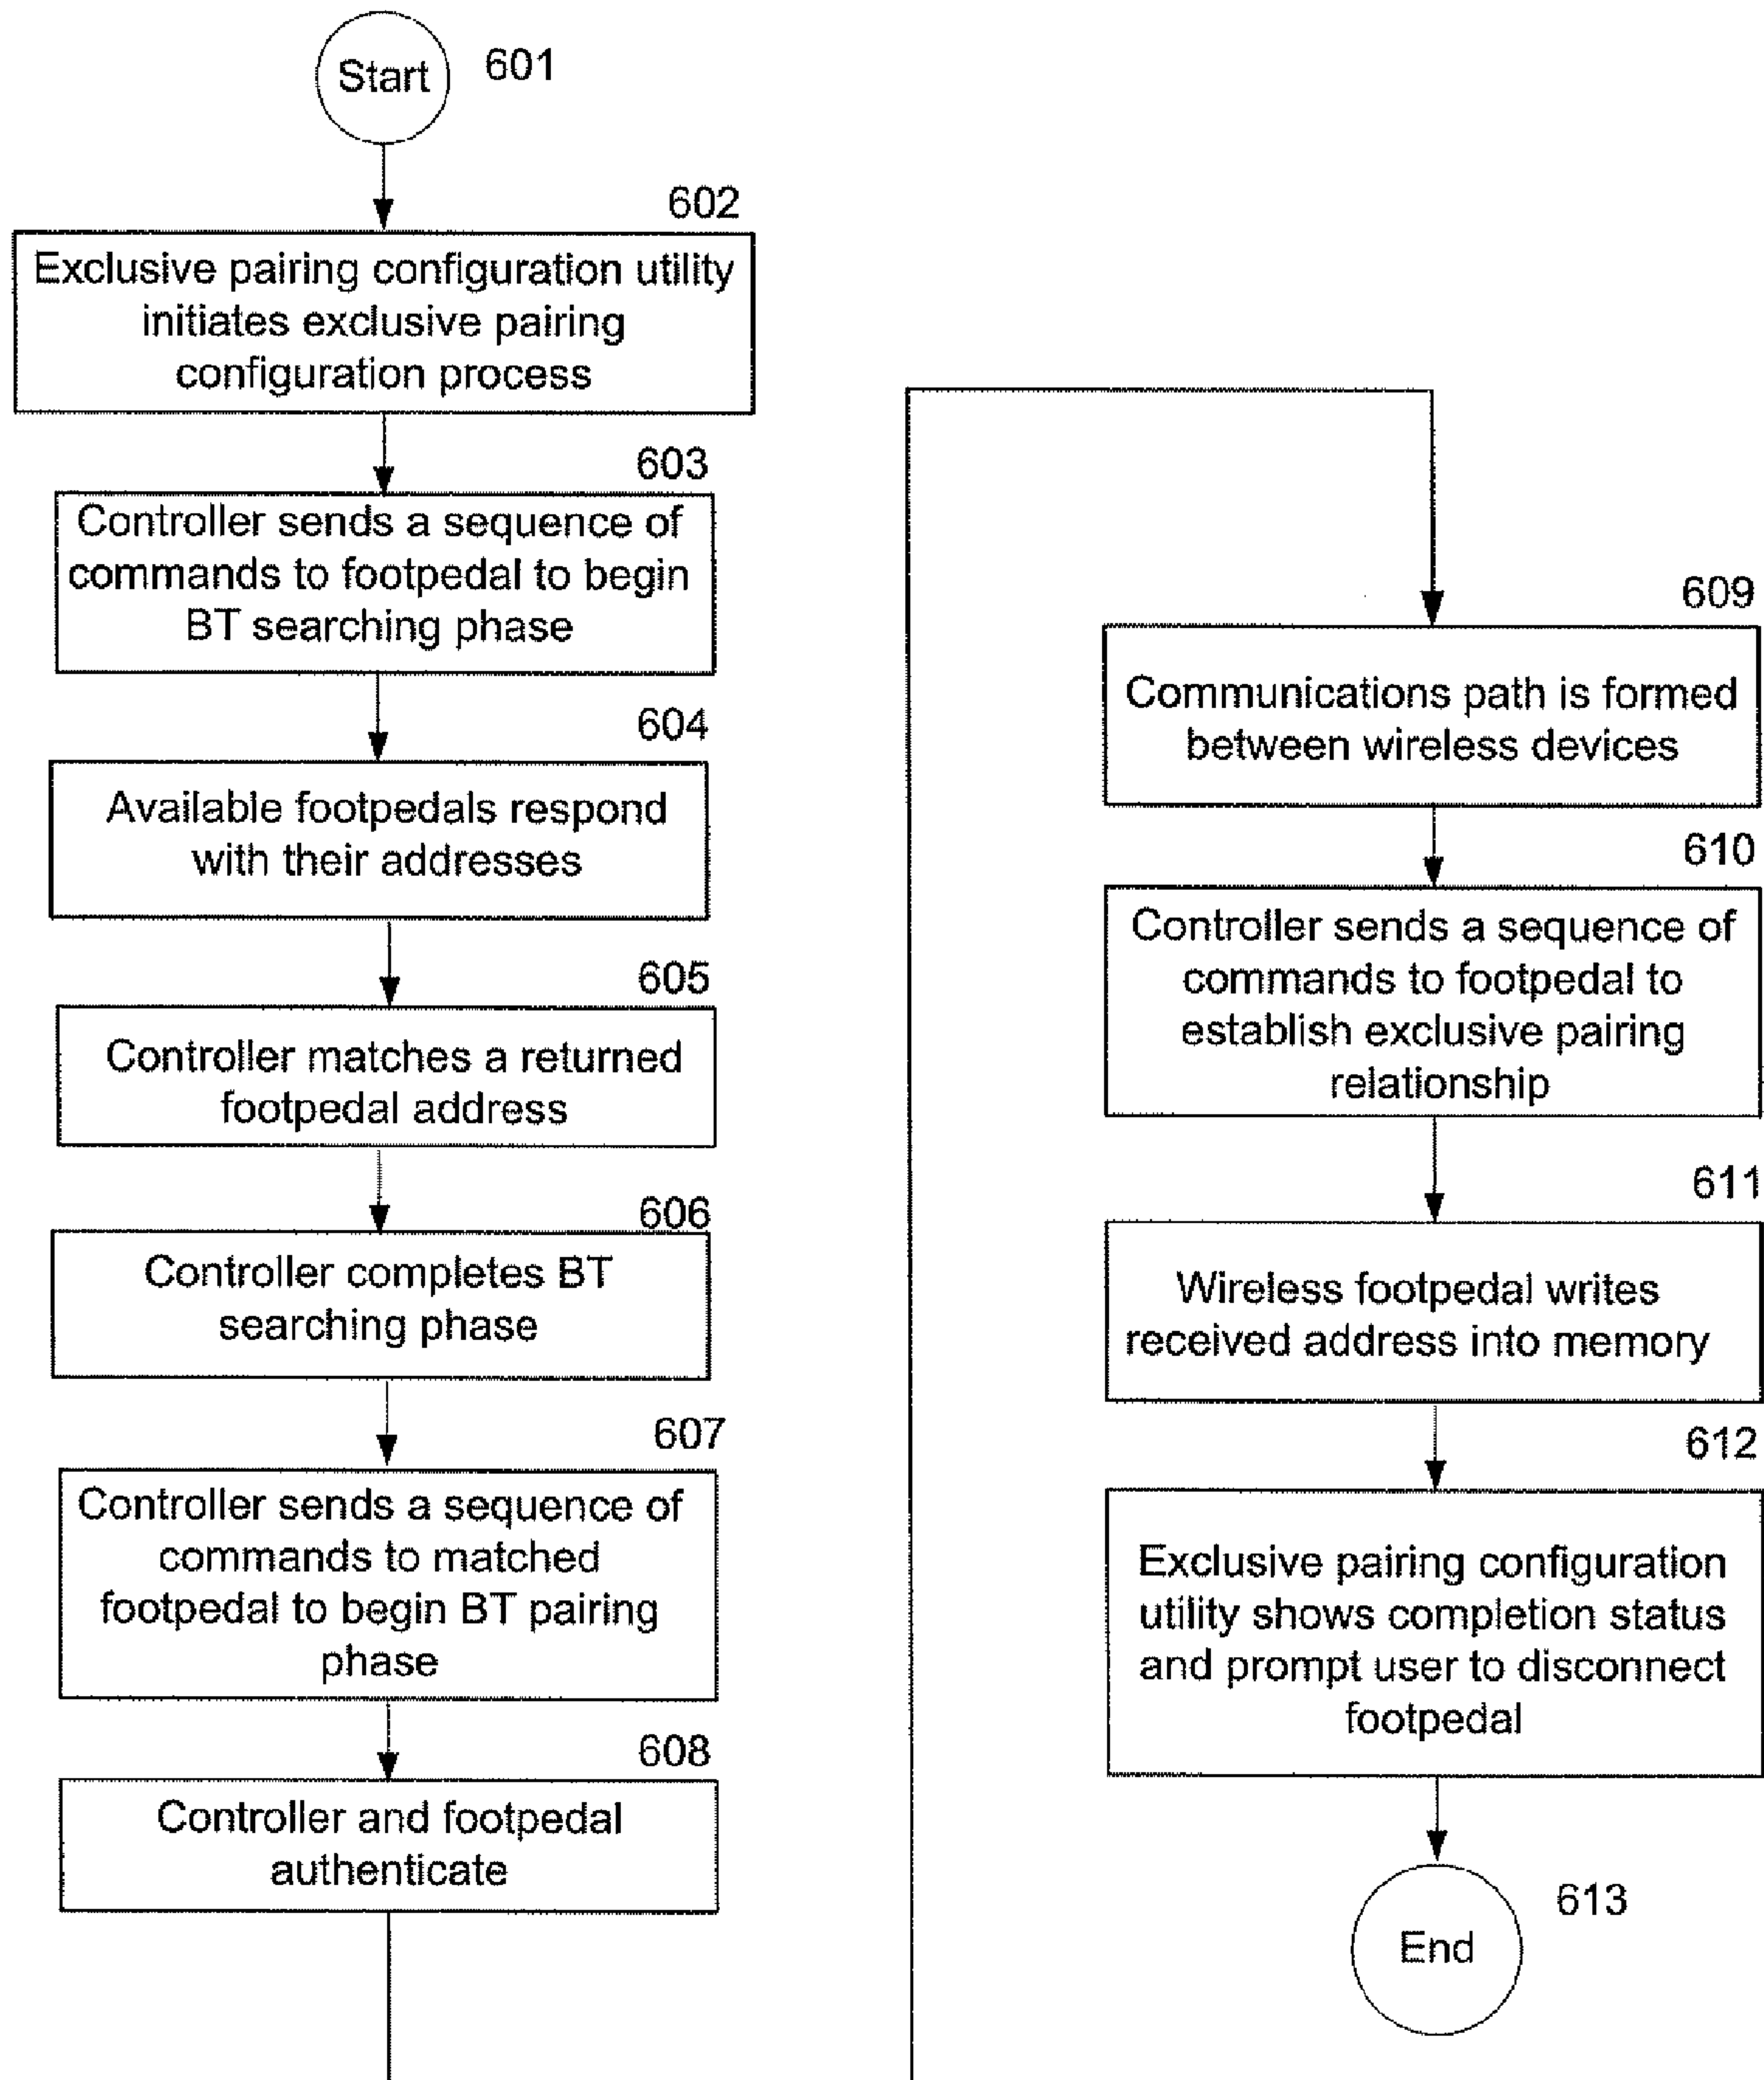 Start
601
602
Exclusive pairing configuration utility
initiates exclusive pairing
configuration process
603
Controller sends a sequence of
commands to footpedal to begin
BT searching phase
604
Available footpedals respond
with their addresses
605
Controller matches a returned
footpedal address
606
Controller completes BT
searching phase
607
Controller sends a sequence of
commands to matched
footpedal to begin BT pairing
phase
608
Controller and footpedal
authenticate
609
Communications path is formed
between wireless devices
610
Controller sends a sequence of
commands to footpedal to
establish exclusive pairing
relationship
611
Wireless footpedal writes
received address into memory
612
Exclusive pairing configuration
utility shows completion status
and prompt user to disconnect
footpedal
613
End